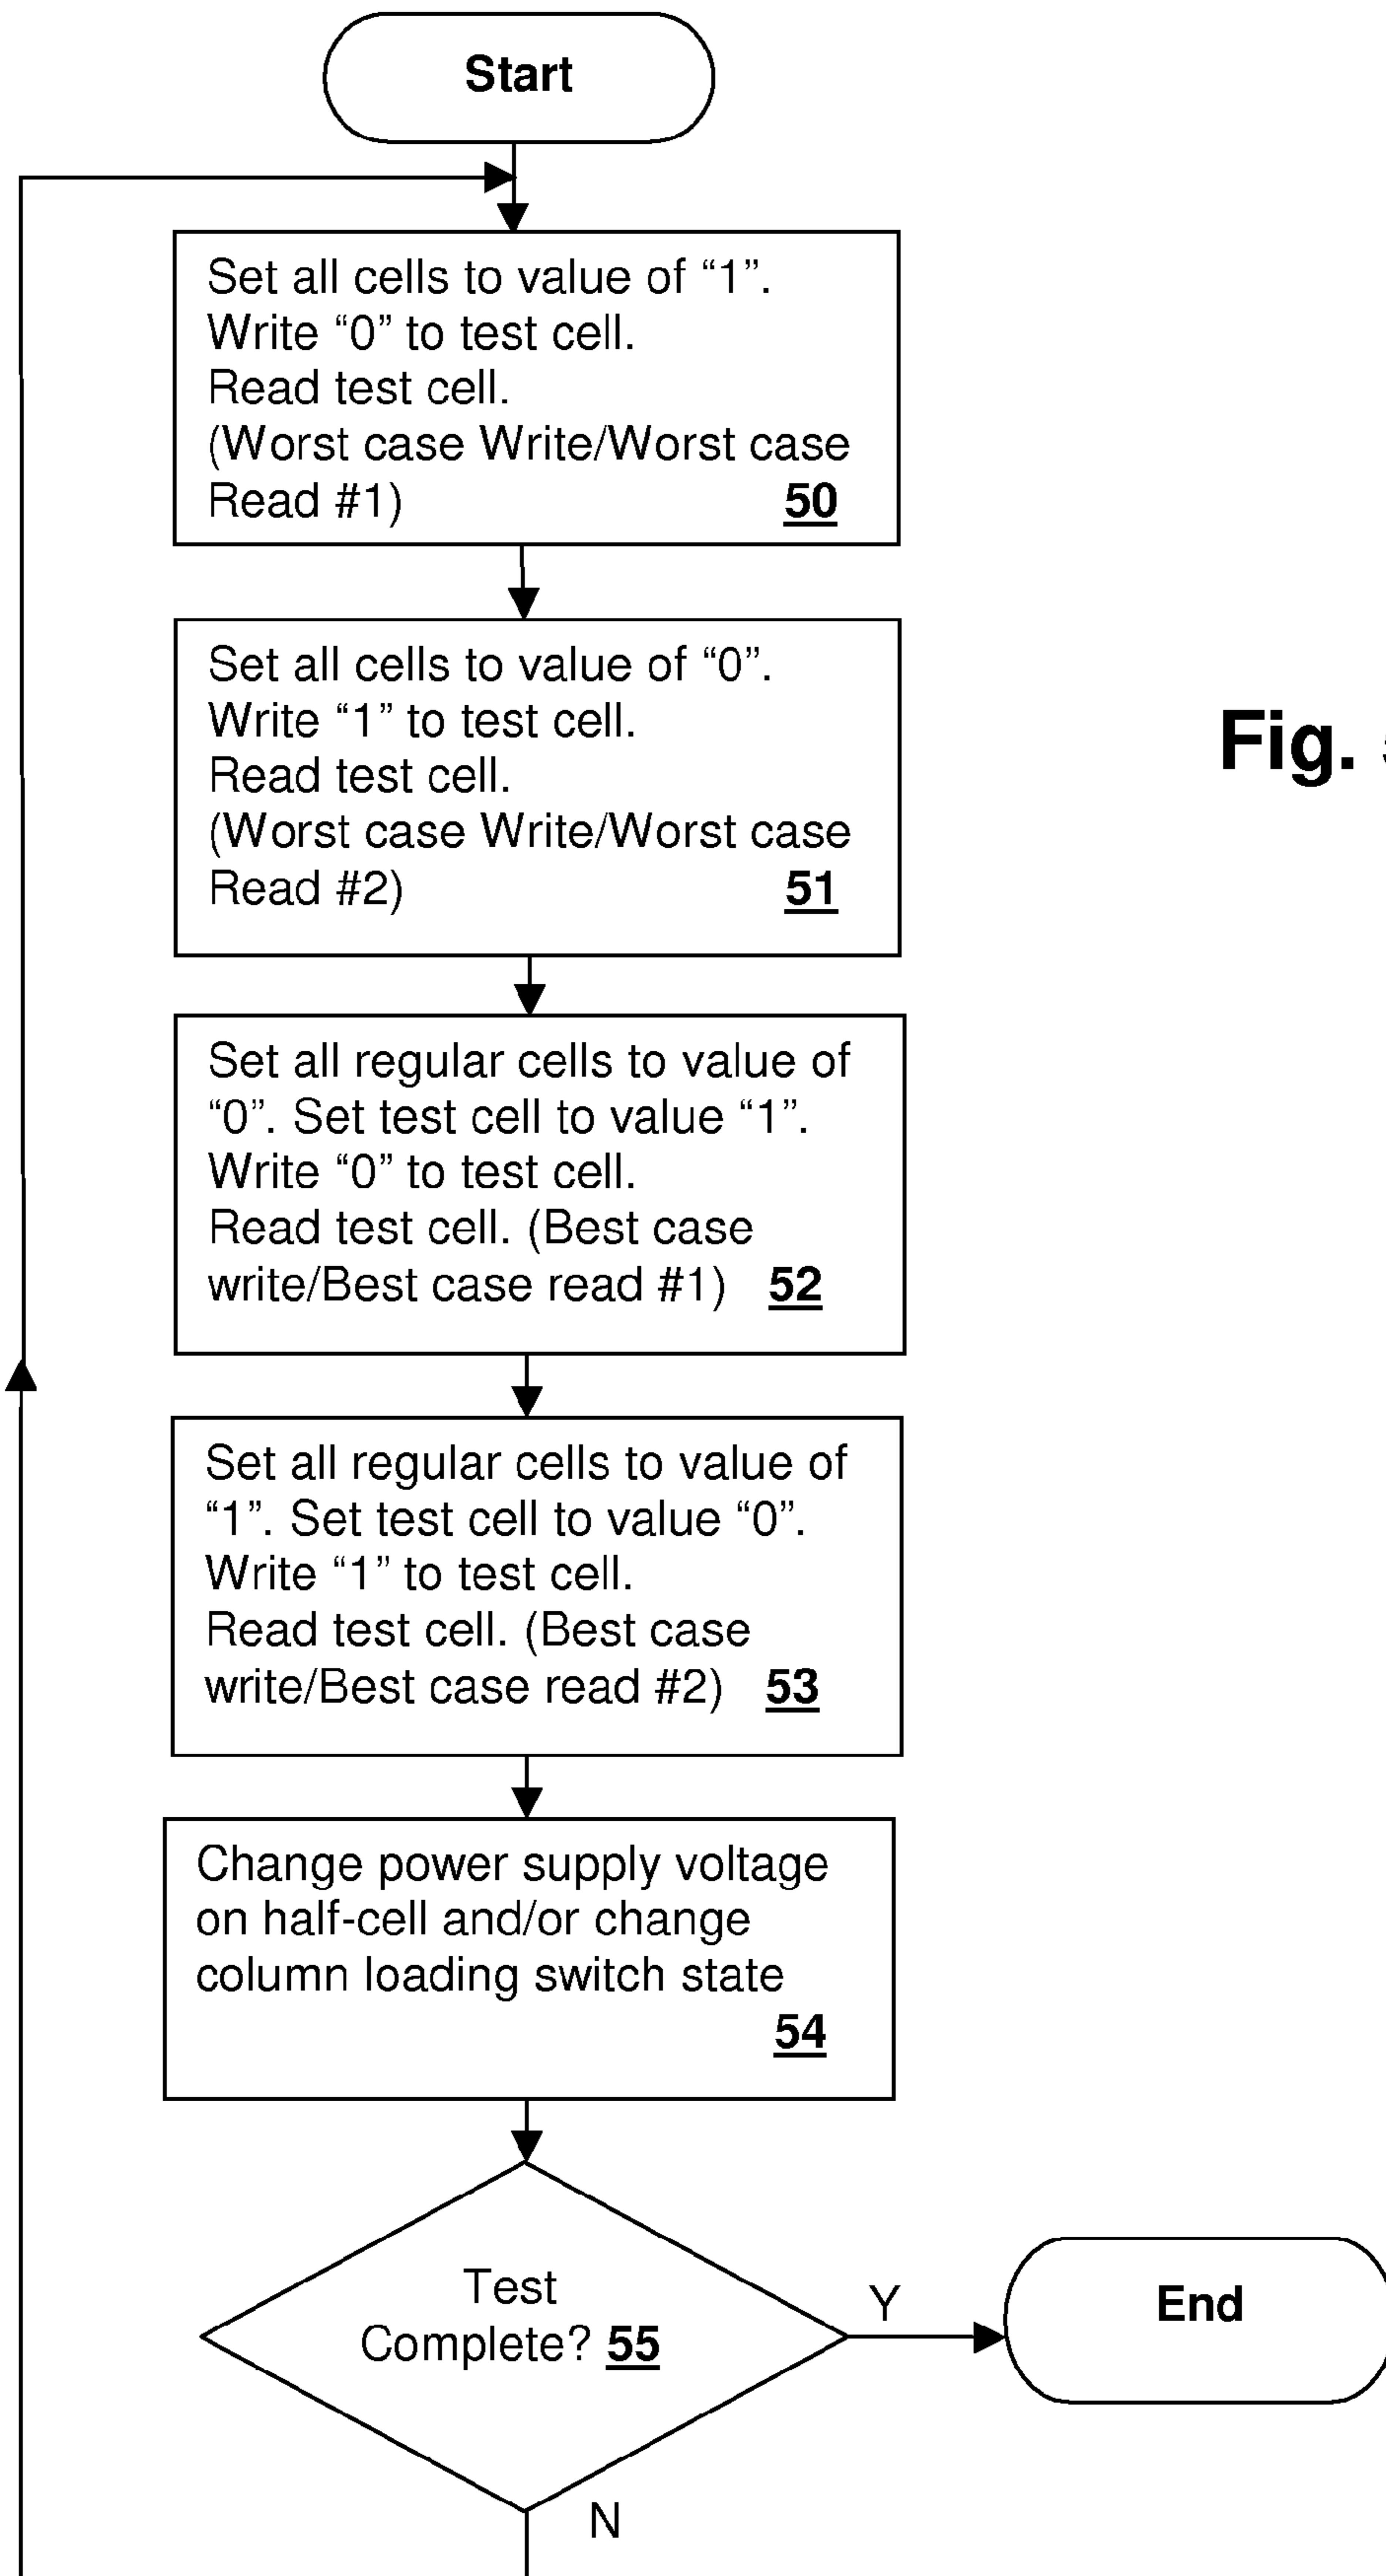 Start
Set all cells to value of “1”.
Write “0” to test cell.
Read test cell.
(Worst case Write/Worst case
Read #1) 50
Set all cells to value of “0”.
Write “1” to test cell.
Read test cell.
(Worst case Write/Worst case
Read #2) 51
Fig.
Set all regular cells to value of
“0”. Set test cell to value “1”.
Write “0” to test cell.
Read test cell. (Best case
write/Best case read #1) 52
Set all regular cells to value of
“1”. Set test cell to value “0”.
Write “1” to test cell.
Read test cell. (Best case
write/Best case read #2) 53
Change power supply voltage
on half-cell and/or change
column loading switch state
54
Test
Complete? 55
Y
End
N